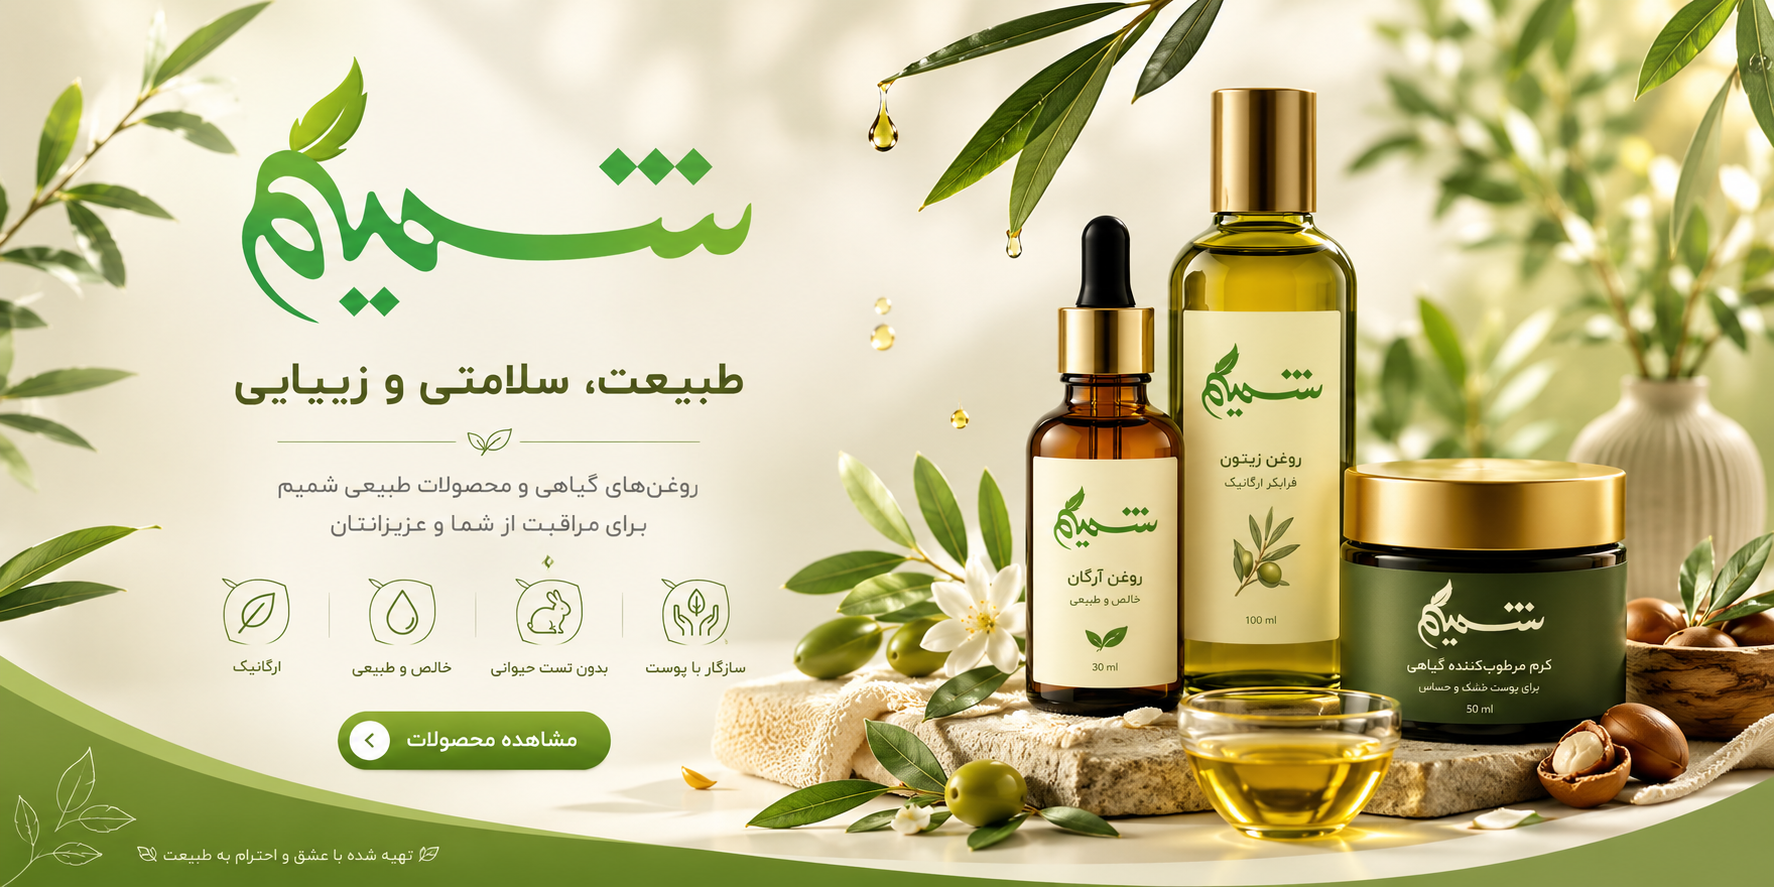 شمیم
طبیعت، سلامتی و زیبایی
روغن‌های گیاهی و محصولات طبیعی شمیم
برای مراقبت از شما و عزیزانتان
سازگار با پوست
بدون تست حیوانی
خالص و طبیعی
ارگانیک
مشاهده محصولات
تهیه شده با عشق و احترام به طبیعت
شمیم
روغن زیتون
فرابکر ارگانیک
100 ml
شمیم
روغن آرگان
خالص و طبیعی
30 ml
شمیم
کرم مرطوب‌کننده گیاهی
برای پوست خشک و حساس
50 ml